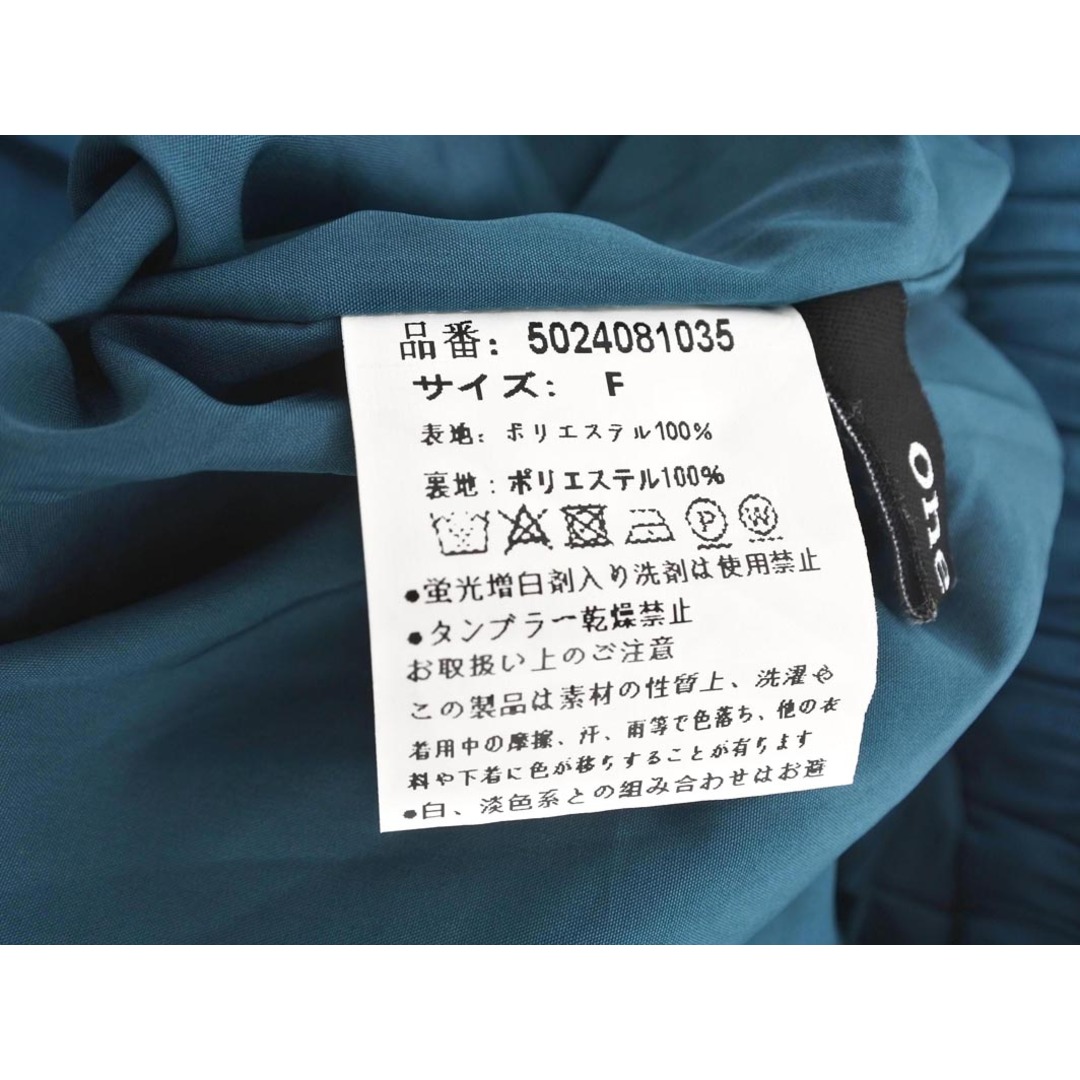 品番: 5024081035
サイズ: F
表地: ポリエステル100%
裏地:ポリエステル100%
P W
●蛍光増白剤入り洗剤は使用禁止
●タンブラー乾燥禁止
お取扱い上のご注意
この製品は素材の性質上、洗濯や
着用中の摩擦、汗、雨等で色落ち、他の衣
料や下着に色が移りすることが有ります
●白、淡色系との組み合わせはお避
one